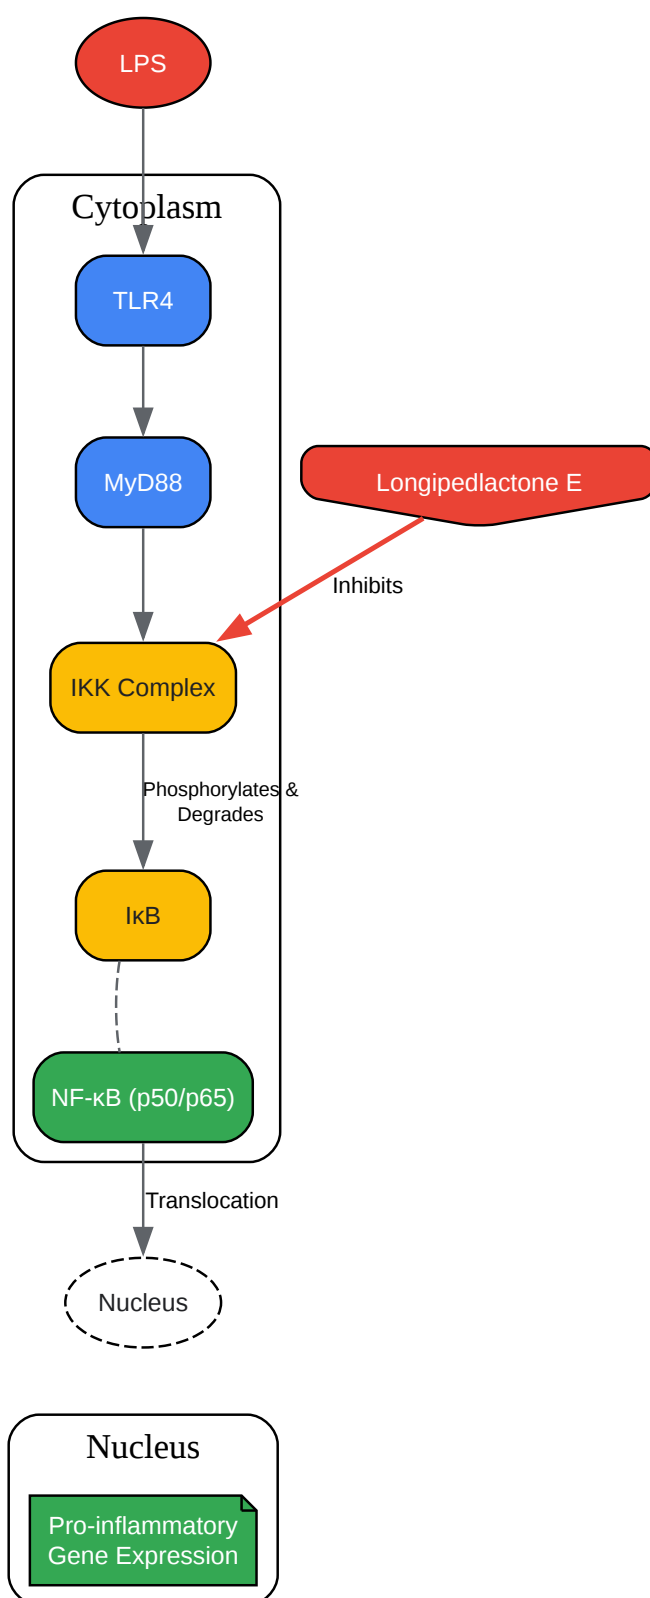 LPS
Cytoplasm
TLR4
MyD88
Longipedlactone E
Inhibits
IKK Complex
Phosphorylates &
Degrades
IκB
NF-κB (p50/p65)
Translocation
Nucleus
Nucleus
Pro-inflammatory
Gene Expression